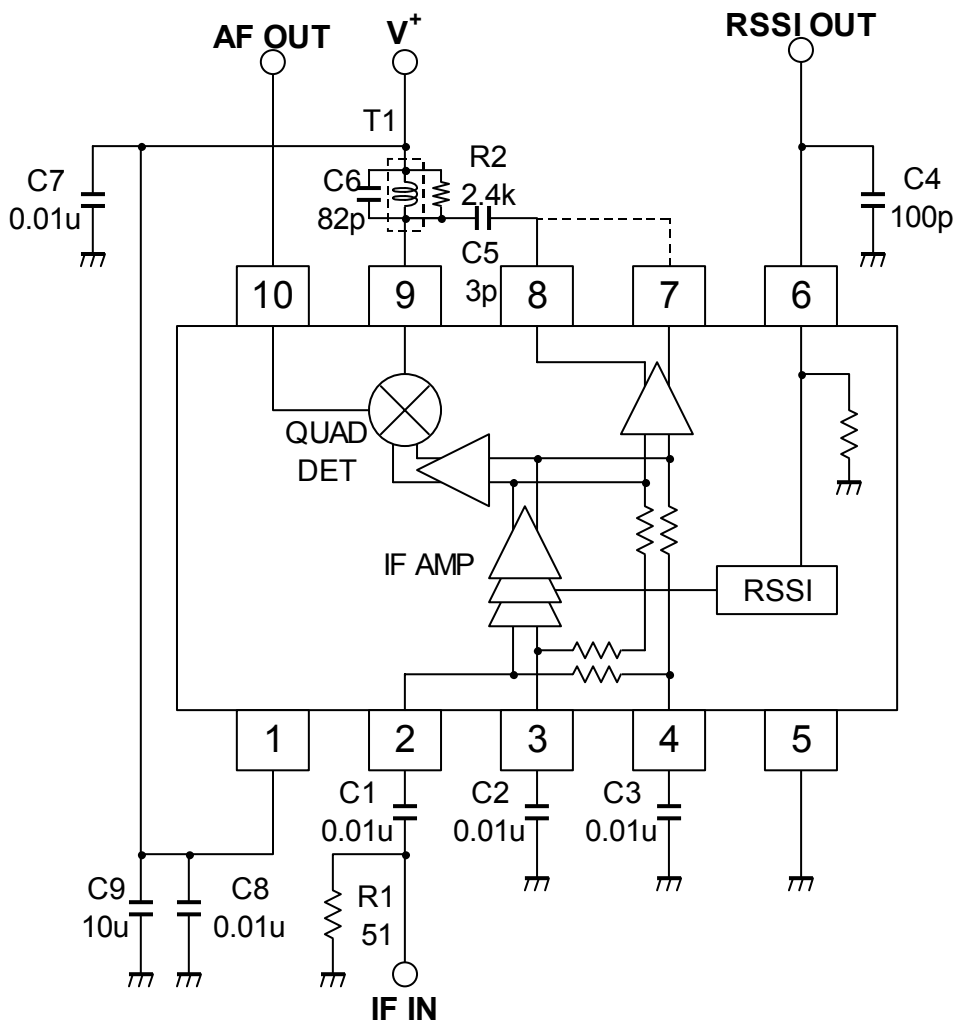 AF OUT
V+
RSSI OUT
T1
C7
0.01u
C6
82p
R2
2.4k
C5
3p
C4
100p
10
9
8
7
6
QUAD
DET
IF AMP
RSSI
1
2
3
4
5
C1
0.01u
C2
0.01u
C3
0.01u
C9
10u
C8
0.01u
R1
51
IF IN